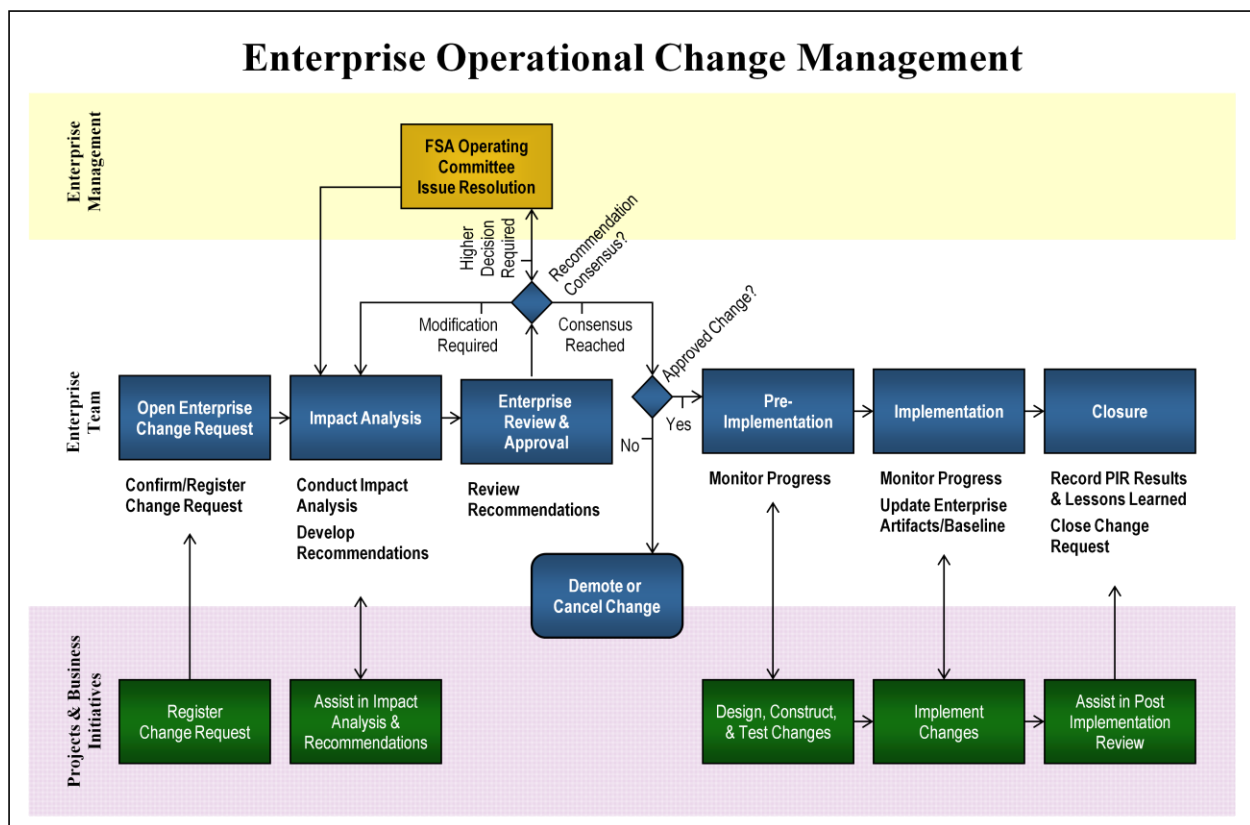 Enterprise Operational Change Management
Enterprise
Management
FSA Operating
Committee
Issue Resolution
Higher
Decision
Required
Recommendation
Consensus?
Modification
Required
Consensus
Reached
Approved Change?
Enterprise
Team
Open Enterprise
Change Request
Impact Analysis
Enterprise
Review &
Approval
No
Yes
Pre-
Implementation
Implementation
Closure
Confirm/Register
Change Request
Conduct Impact
Analysis
Develop
Recommendations
Review
Recommendations
Monitor Progress
Monitor Progress
Update Enterprise
Artifacts/Baseline
Record PIR Results
& Lessons Learned
Close Change
Request
Demote or
Cancel Change
Projects & Business
Initiatives
Register
Change Request
Assist in Impact
Analysis &
Recommendations
Design, Construct,
& Test Changes
Implement
Changes
Assist in Post
Implementation
Review